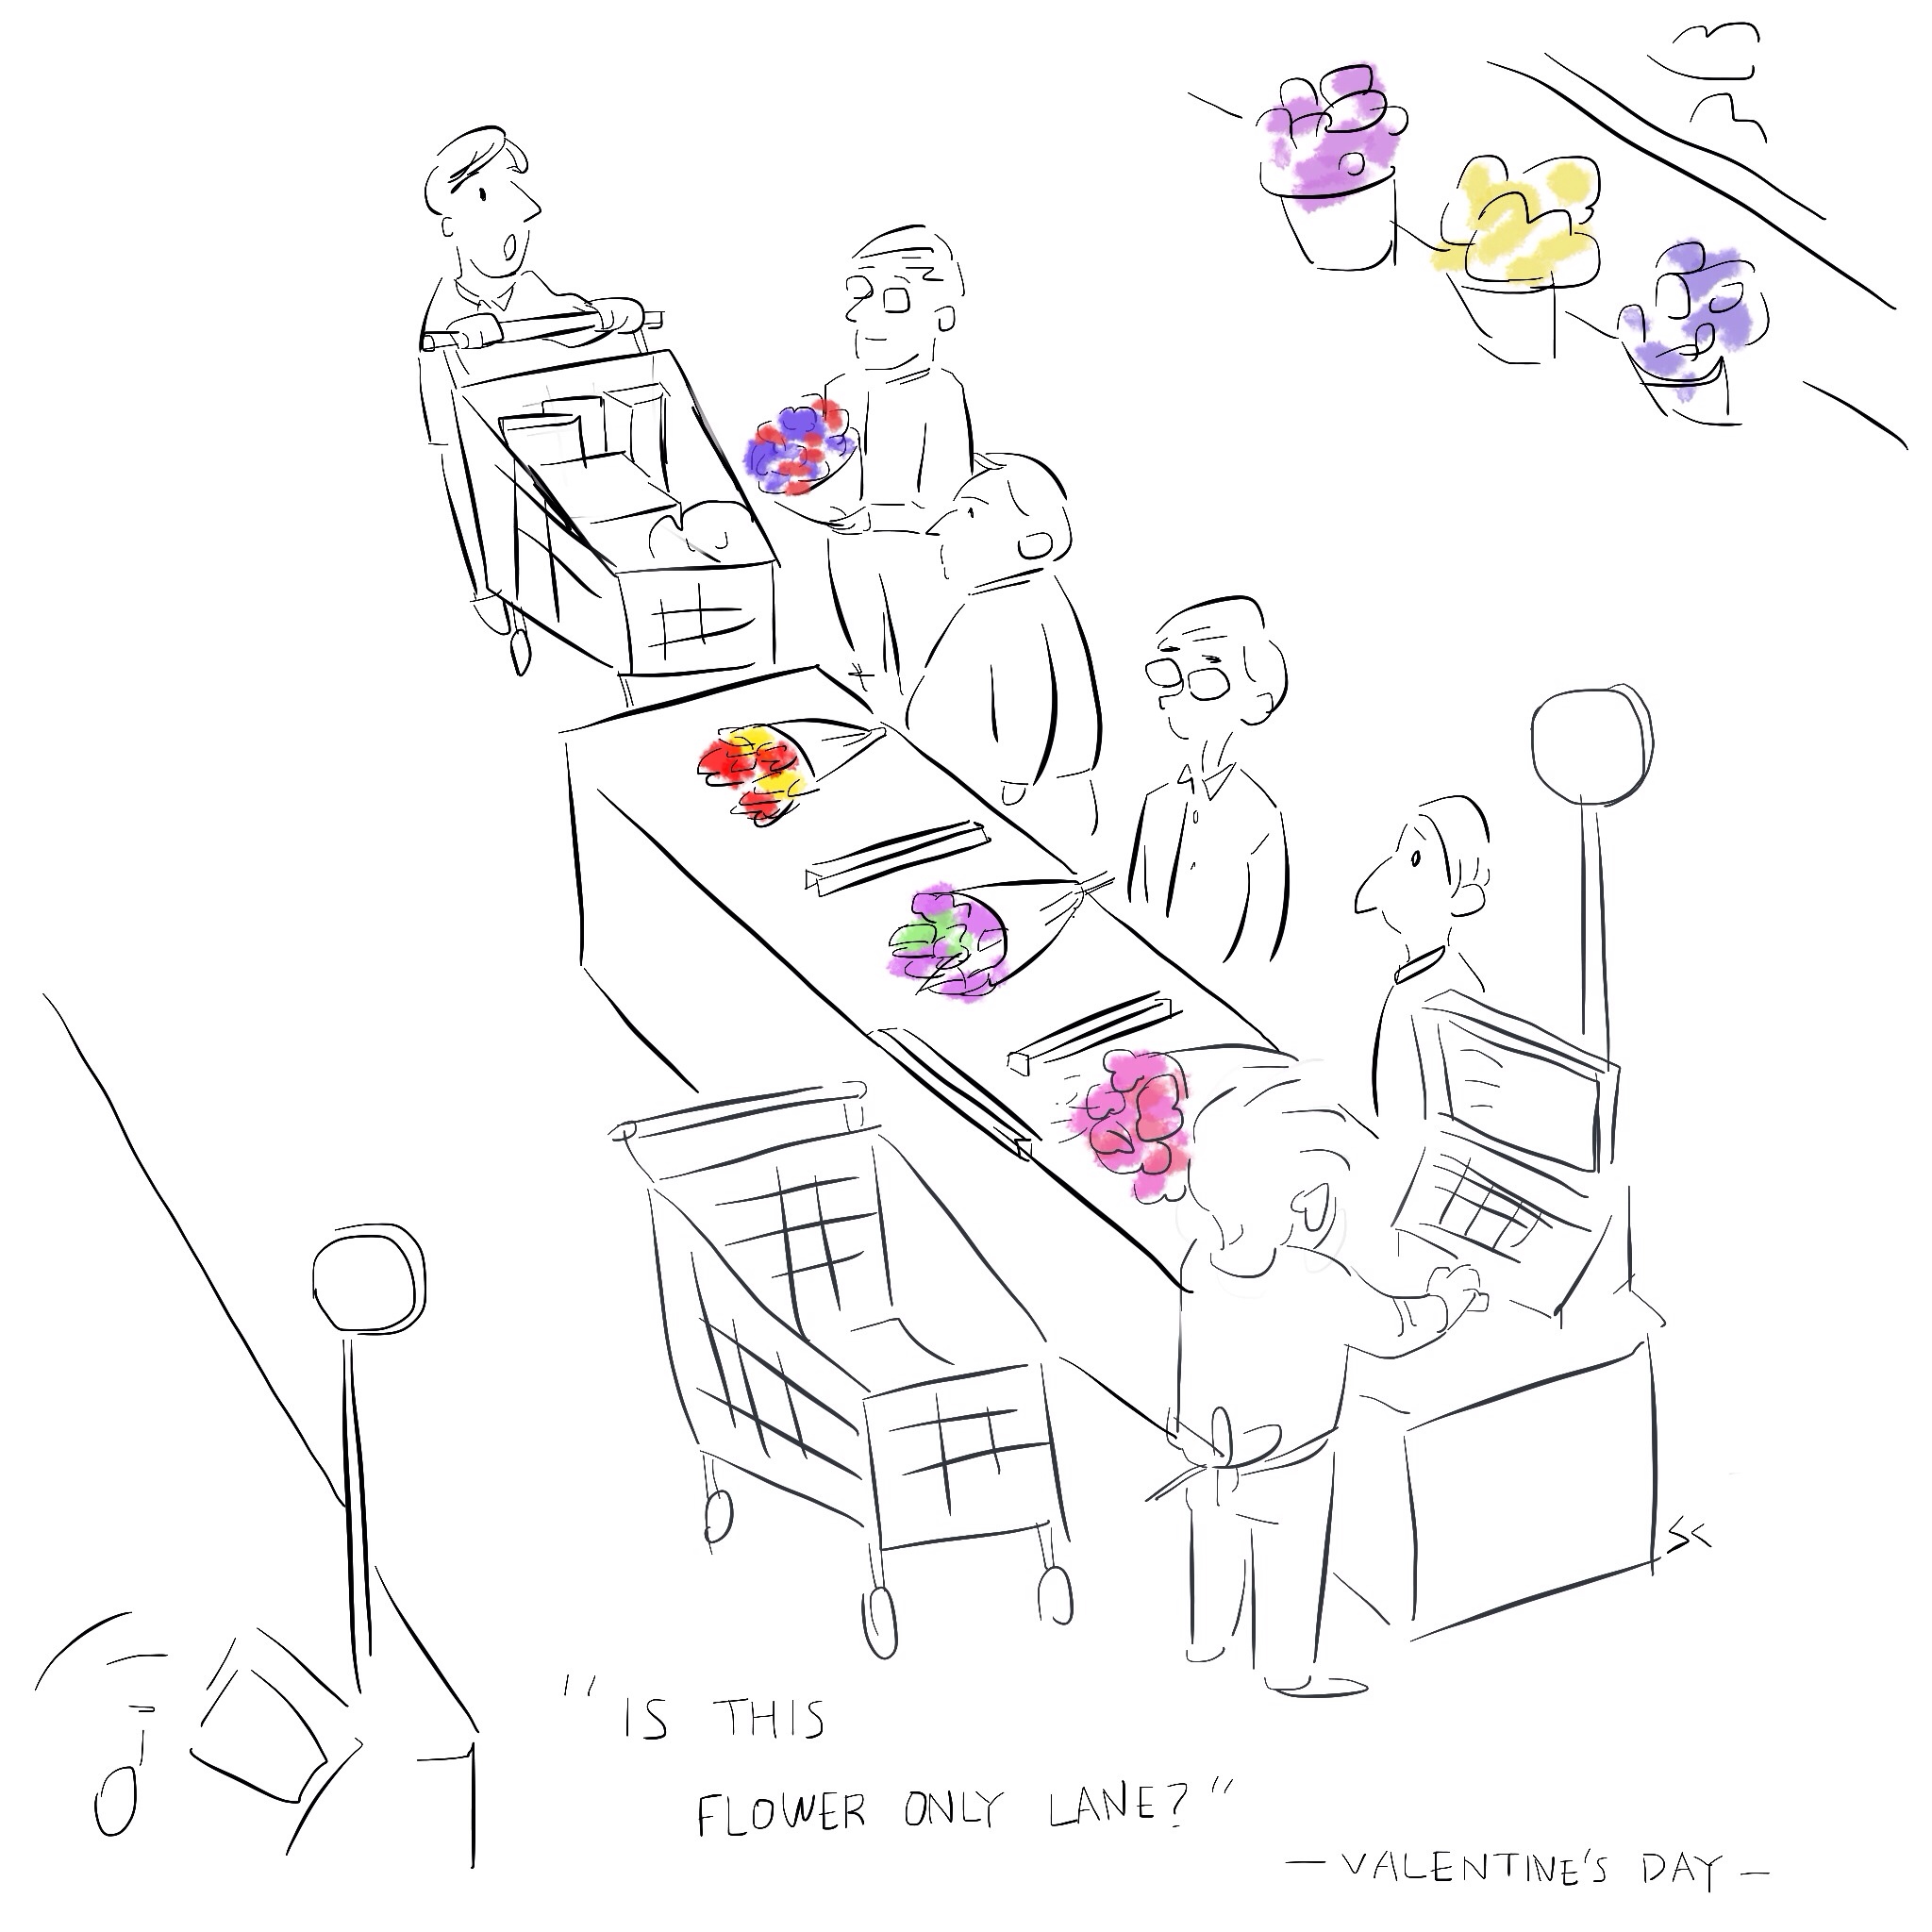 "IS THIS
FLOWER ONLY LANE?"
— VALENTINE'S DAY —
SC